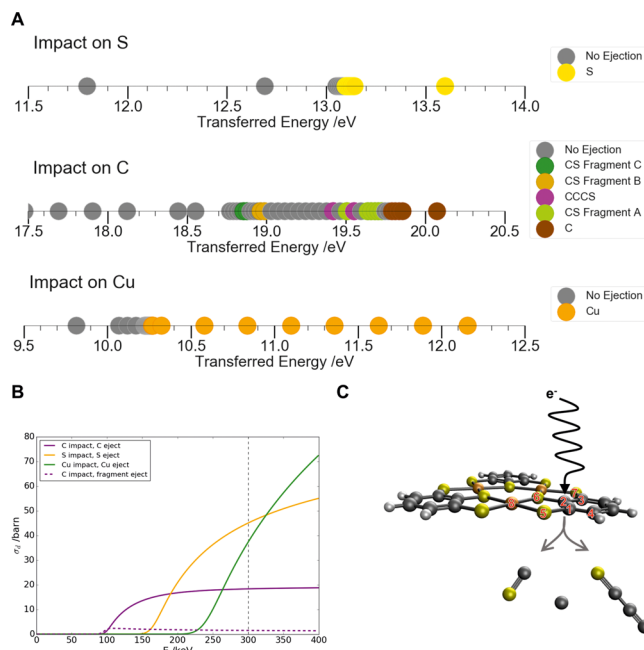 A
Impact on S
No Ejection
S
11.5 12.0 12.5 13.0 13.5 14.0
Transferred Energy /eV
Impact on C
No Ejection
CS Fragment C
CS Fragment B
CCCS
CS Fragment A
C
17.5 18.0 18.5 19.0 19.5 20.0 20.5
Transferred Energy /eV
Impact on Cu
No Ejection
Cu
9.5 10.0 10.5 11.0 11.5 12.0 12.5
Transferred Energy /eV
B
C
C impact, C eject
S impact, S eject
Cu impact, Cu eject
C impact, fragment eject
80
70
60
50
40
30
20
10
0
σd /barn
0 50 100 150 200 250 300 350 400
e-